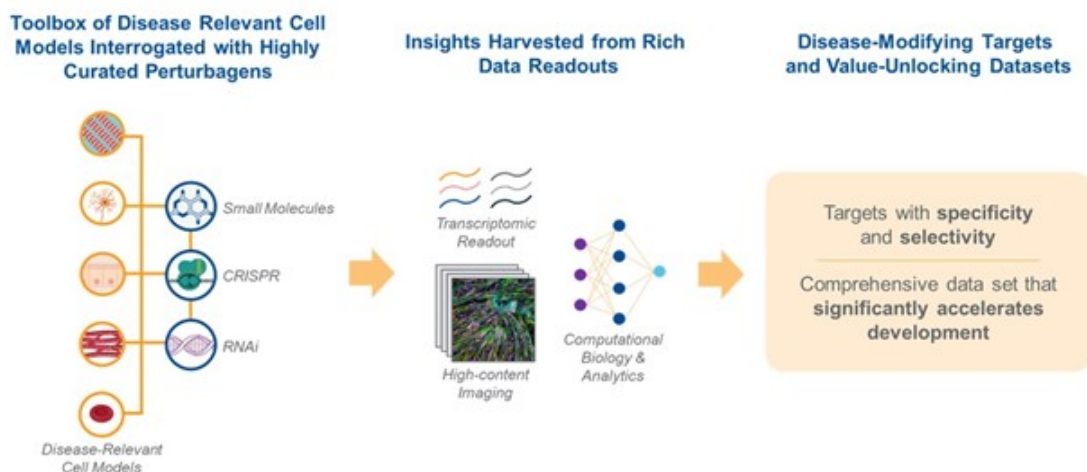 Toolbox of Disease Relevant Cell
Models Interrogated with Highly
Curated Perturbagens
Small Molecules
CRISPR
RNAi
Disease-Relevant
Cell Models
Insights Harvested from Rich
Data Readouts
Transcriptomic
Readout
High-content
Imaging
Computational
Biology &
Analytics
Disease-Modifying Targets
and Value-Unlocking Datasets
Targets with specificity
and selectivity
Comprehensive data set that
significantly accelerates
development